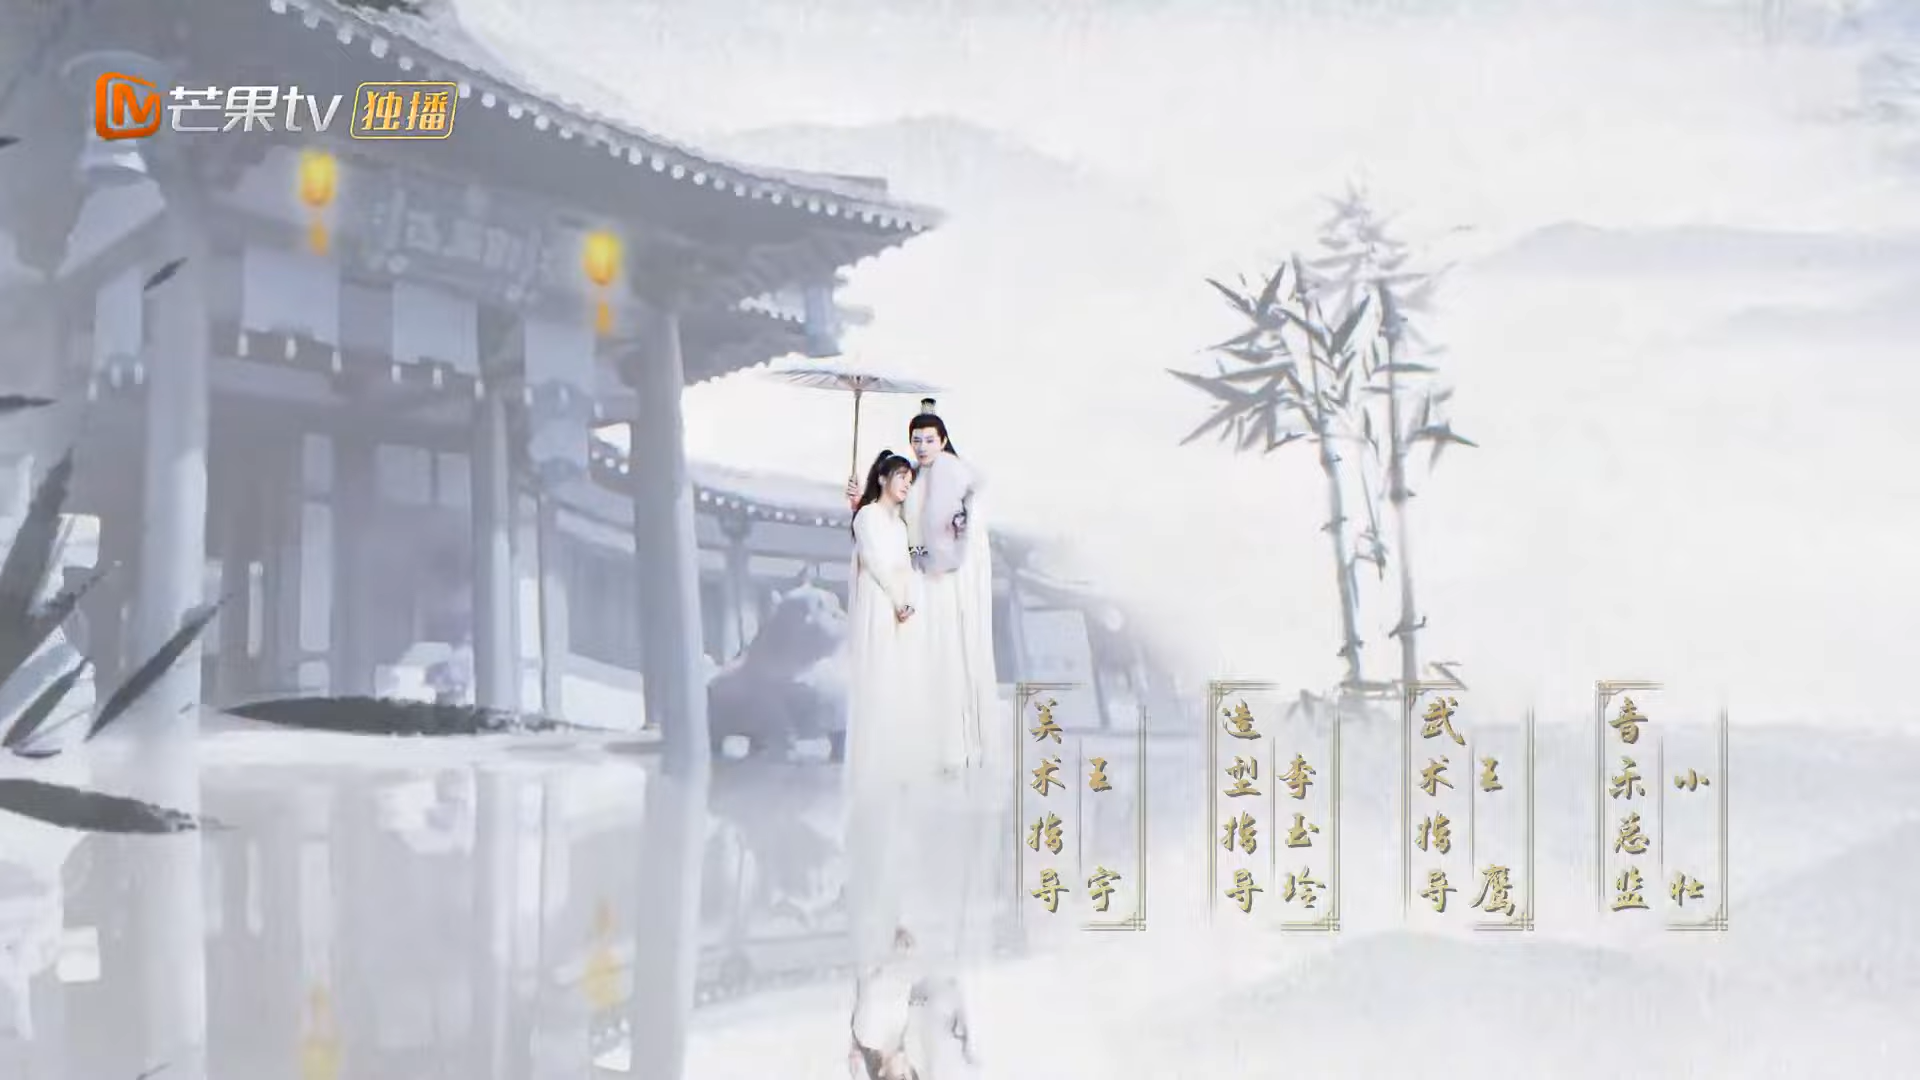 芒果tv 独播
美术指导
王宇
造型指导
李玉玲
武术指导
王鹰
音乐总监
小壮